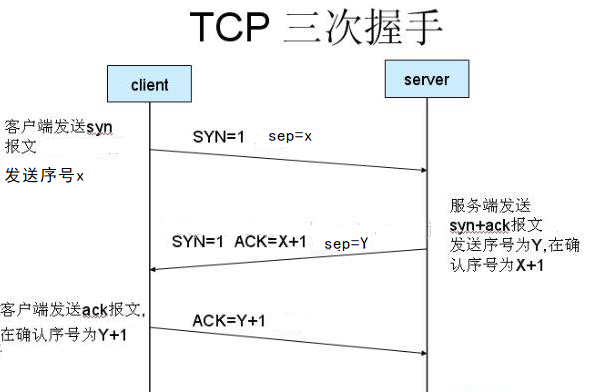 TCP 三次握手
client
server
客户端发送syn
报文
发送序号x
SYN=1 sep=x
服务端发送
syn+ack报文
发送序号为Y,在确
认序号为X+1
SYN=1 ACK=X+1 sep=Y
客户端发送ack报文,
在确认序号为Y+1
ACK=Y+1